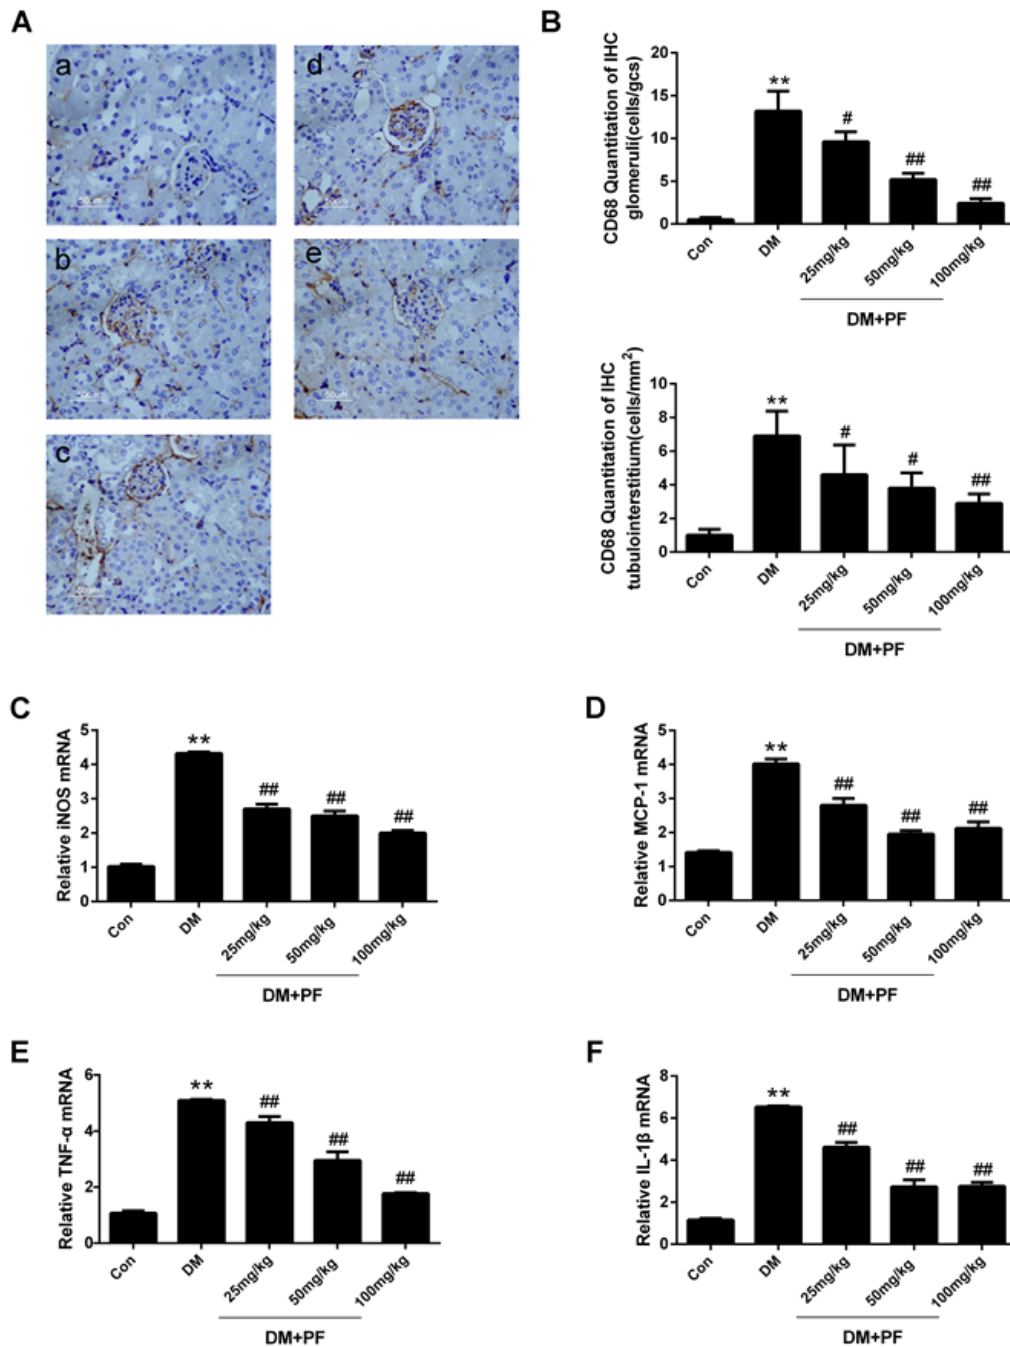 A
a
50um
d
50um
b
50um
e
50um
c
50um
B
CD68 Quantitation of IHC
glomeruli(cells/gcs)
20
15
10
5
0
**
#
##
##
Con
DM
25mg/kg
50mg/kg
100mg/kg
DM+PF
CD68 Quantitation of IHC
tubulointerstitium(cells/mm²)
10
8
6
4
2
0
**
#
#
##
Con
DM
25mg/kg
50mg/kg
100mg/kg
DM+PF
C
Relative iNOS mRNA
5
4
3
2
1
0
**
##
##
##
Con
DM
25mg/kg
50mg/kg
100mg/kg
DM+PF
D
Relative MCP-1 mRNA
5
4
3
2
1
0
**
##
##
##
Con
DM
25mg/kg
50mg/kg
100mg/kg
DM+PF
E
Relative TNF-α mRNA
6
4
2
0
**
##
##
##
Con
DM
25mg/kg
50mg/kg
100mg/kg
DM+PF
F
Relative IL-1β mRNA
8
6
4
2
0
**
##
##
##
Con
DM
25mg/kg
50mg/kg
100mg/kg
DM+PF